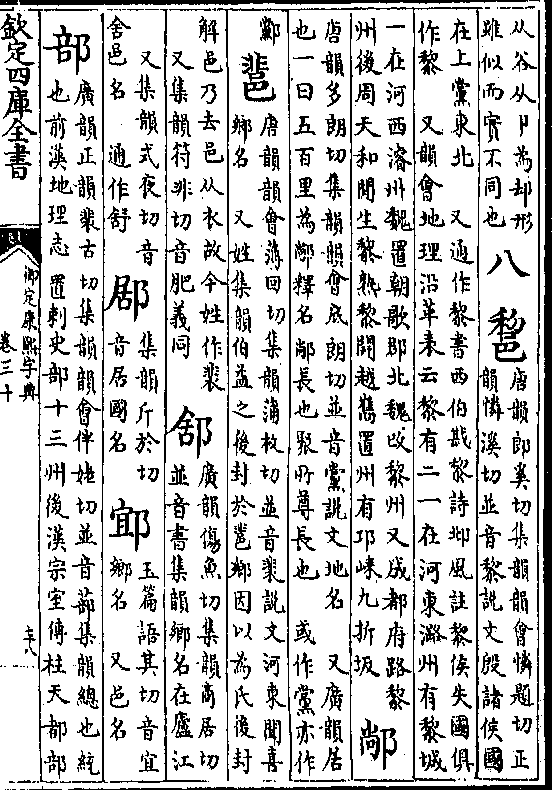 从谷从卩為却形
雖似而實不同也
八
𨛫
唐韻郎奚切集韻韻會憐題切正
韻憐溪切並音黎說文殷諸侯國
在上黨東北　又通作黎書西伯戡黎詩邶風註黎侯失國俱
作黎　又韻會地理沿革表云黎有二一在河東潞州有黎城
一在河西濬州魏置朝歌郡北魏改黎州又成都府路黎
州後周天和間生黎熟黎闢越嶲置州有邛崍九折坂
䣊
唐韻多朗切集韻韻會底朗切並音黨說文地名　又廣韻居
也一曰五百里為䣊釋名䣊長也聚所尊長也　或作黨亦作
𨛬
唐韻韻會薄回切集韻蒲枚切並音裴說文河東聞喜
鄉名　又姓集韻伯益之後封於𨛬鄉因以為氏後封
解邑乃去邑从衣故今姓作裴
又集韻符非切音肥義同
𨛭
廣韻傷魚切集韻商居切
並音書集韻鄉名在廬江
又集韻式夜切音
舍邑名　通作舒
集韻斤於切
音居國名
玉篇語其切音宜
鄉名　又邑名
部
廣韻正韻裴古切集韻韻會伴姥切並音蔀集韻總也統
也前漢地理志置刺史部十三州後漢宗室傳柱天都部
欽定四庫全書
御定康熙字典
卷三十